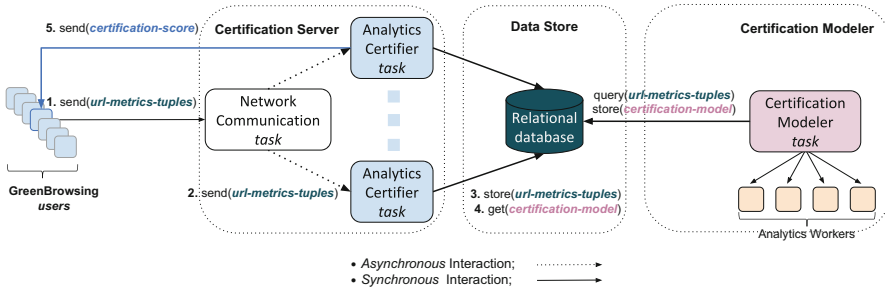 5. send(certification-score)
Certification Server
Analytics
Certifier
task
Data Store
Certification Modeler
1. send(url-metrics-tuples)
Network
Communication
task
Relational
database
query(url-metrics-tuples)
store(certification-model)
Certification
Modeler
task
GreenBrowsing
users
2. send(url-metrics-tuples)
Analytics
Certifier
task
3. store(url-metrics-tuples)
4. get(certification-model)
Analytics Workers
• Asynchronous Interaction;
• Synchronous Interaction;